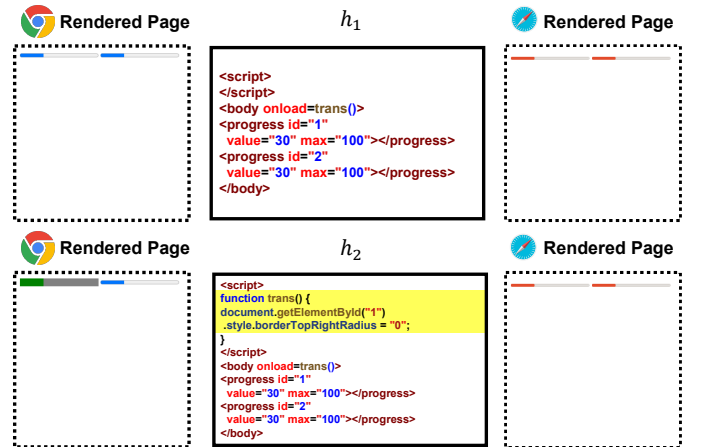 Rendered Page
h1
Rendered Page
<script>
</script>
<body onload=trans()>
<progress id="1"
value="30" max="100"></progress>
<progress id="2"
value="30" max="100"></progress>
</body>
Rendered Page
h2
Rendered Page
<script>
function trans() {
document.getElementById("1")
.style.borderTopRightRadius = "0";
}
</script>
<body onload=trans()>
<progress id="1"
value="30" max="100"></progress>
<progress id="2"
value="30" max="100"></progress>
</body>